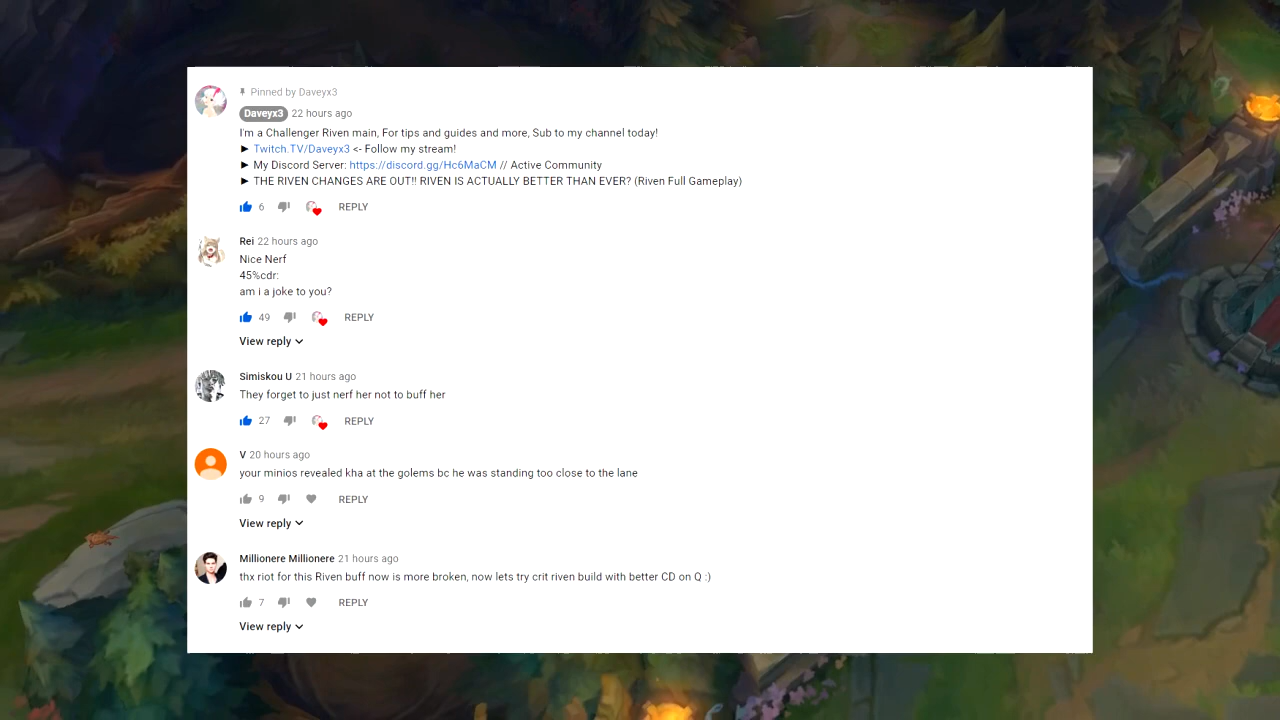 Pinned by Daveyx3
Daveyx3 22 hours ago
I'm a Challenger Riven main, For tips and guides and more, Sub to my channel today!
► Twitch.TV/Daveyx3 <- Follow my stream!
► My Discord Server: https://discord.gg/Hc6MaCM // Active Community
► THE RIVEN CHANGES ARE OUT!! RIVEN IS ACTUALLY BETTER THAN EVER? (Riven Full Gameplay)
6 REPLY
Rei 22 hours ago
Nice Nerf
45%cdr:
am i a joke to you?
49 REPLY
View reply
Simiskou U 21 hours ago
They forget to just nerf her not to buff her
27 REPLY
V 20 hours ago
your minios revealed kha at the golems bc he was standing too close to the lane
9 REPLY
View reply
Millionere Millionere 21 hours ago
thx riot for this Riven buff now is more broken, now lets try crit riven build with better CD on Q :)
7 REPLY
View reply